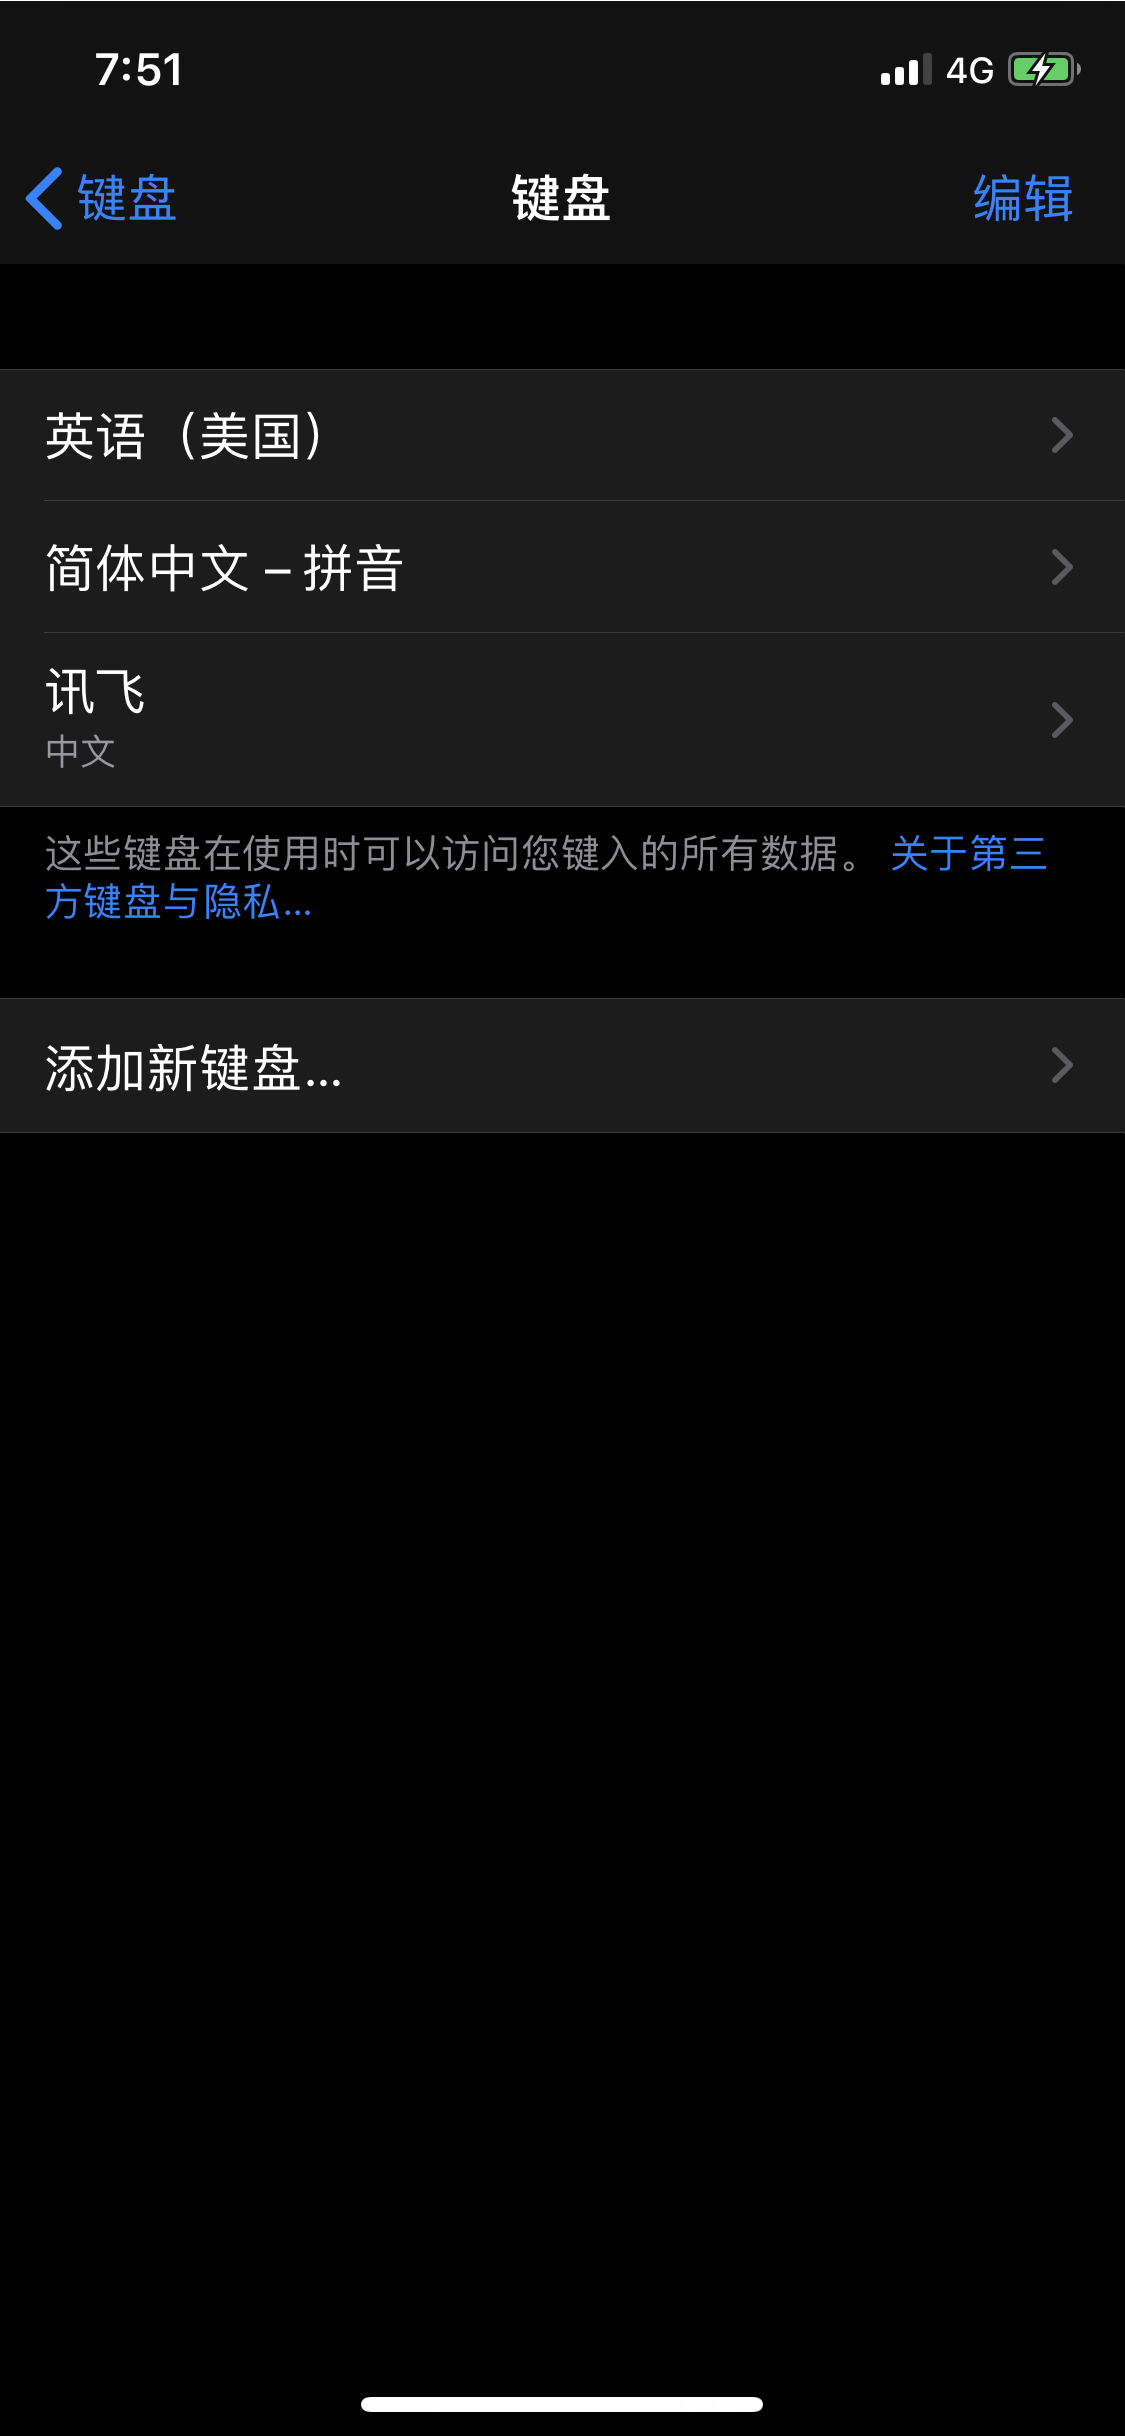 7:51
4G
键盘
键盘
编辑
英语（美国）
简体中文 – 拼音
讯飞
中文
这些键盘在使用时可以访问您键入的所有数据。 关于第三
方键盘与隐私...
添加新键盘...